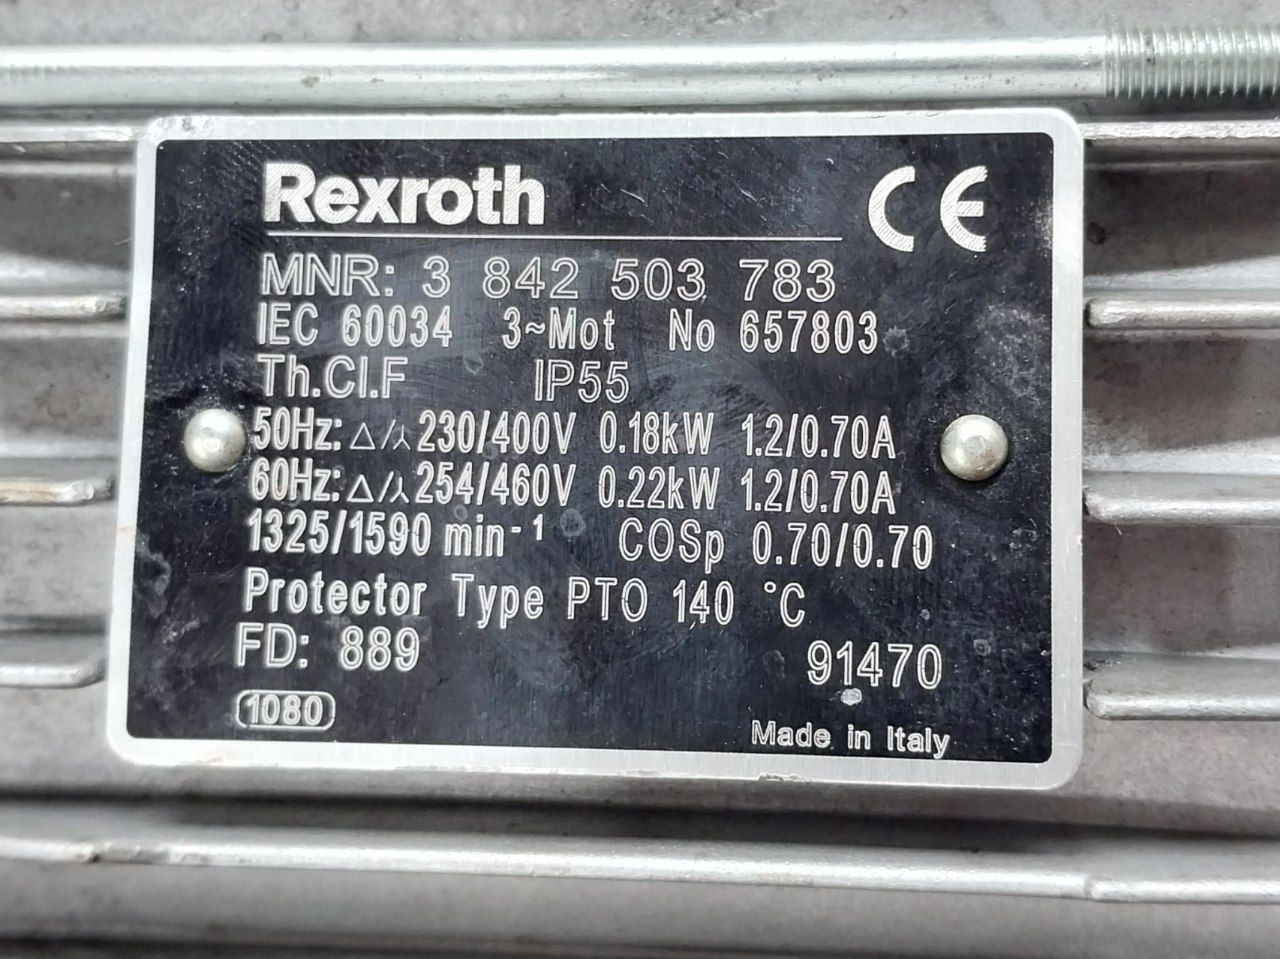 Rexroth CE
MNR: 3 842 503 783
IEC 60034 3~Mot No 657803
Th.Cl.F IP55
50Hz: △/⅄ 230/400V 0.18kW 1.2/0.70A
60Hz: △/⅄ 254/460V 0.22kW 1.2/0.70A
1325/1590 min⁻¹ COSp 0.70/0.70
Protector Type PTO 140 °C
FD: 889 91470
1080
Made in Italy